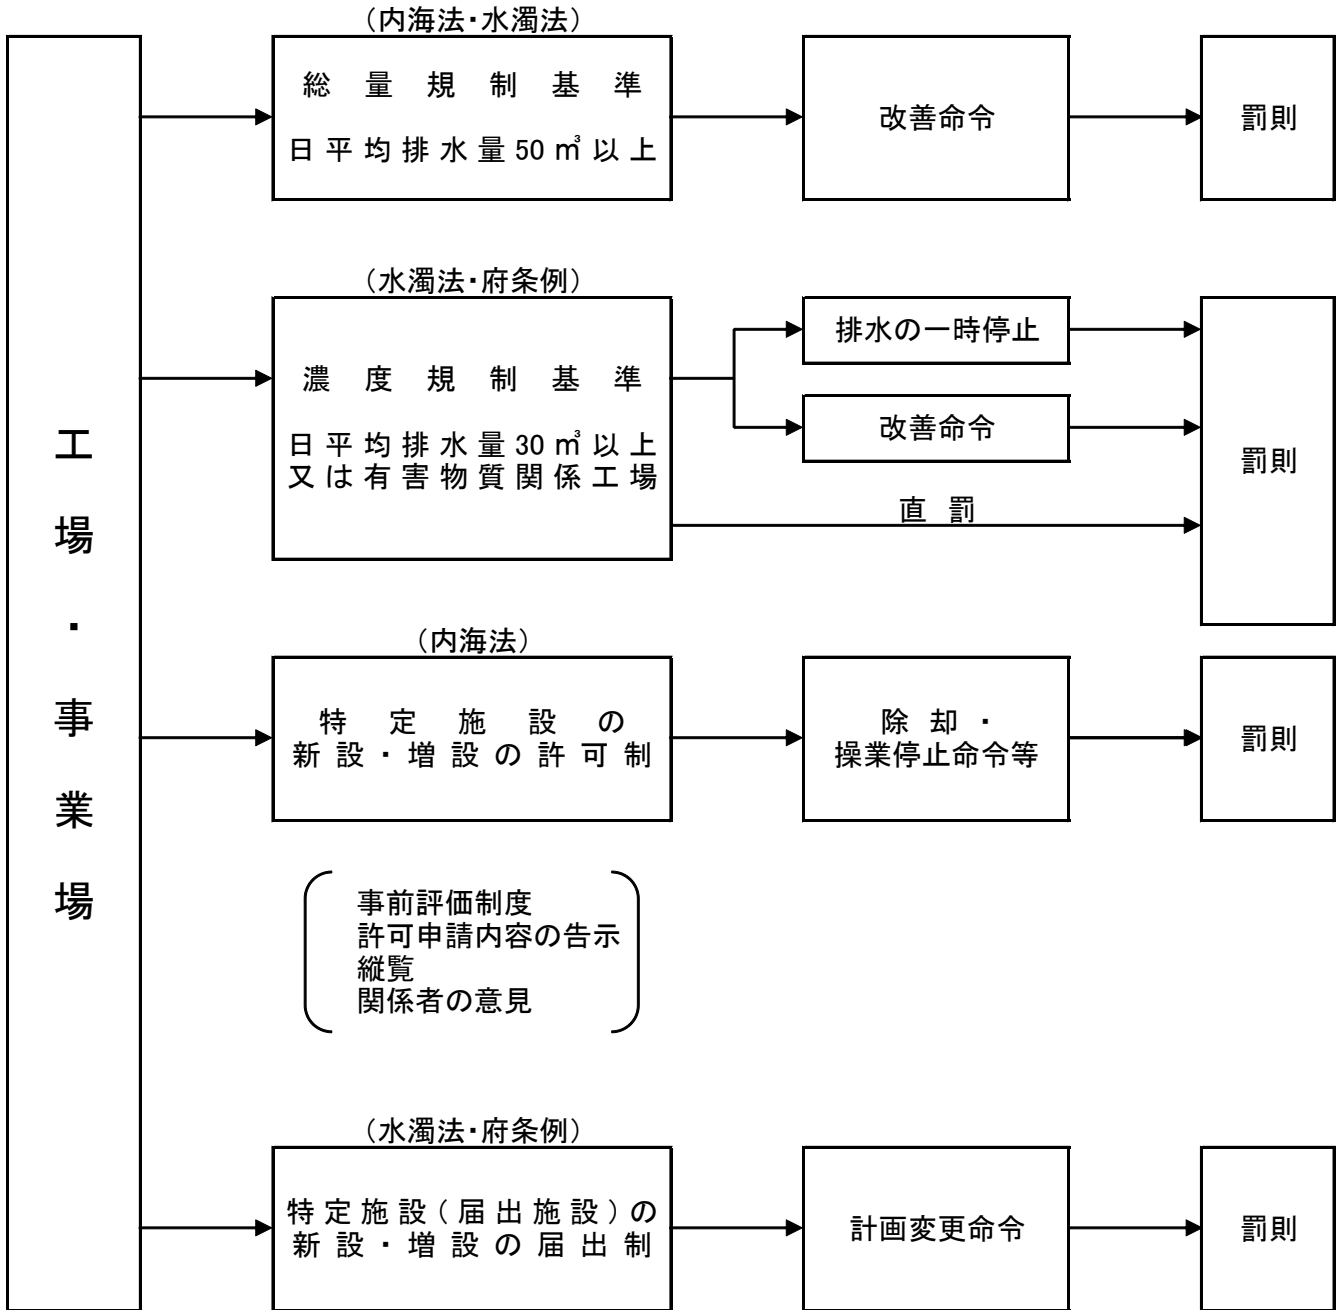 工場・事業場
（内海法・水濁法）
総量規制基準
日平均排水量50㎥以上
改善命令
罰則
（水濁法・府条例）
濃度規制基準
日平均排水量30㎥以上
又は有害物質関係工場
排水の一時停止
改善命令
直罰
罰則
（内海法）
特定施設の
新設・増設の許可制
除却・
操業停止命令等
罰則
事前評価制度
許可申請内容の告示
縦覧
関係者の意見
（水濁法・府条例）
特定施設（届出施設）の
新設・増設の届出制
計画変更命令
罰則